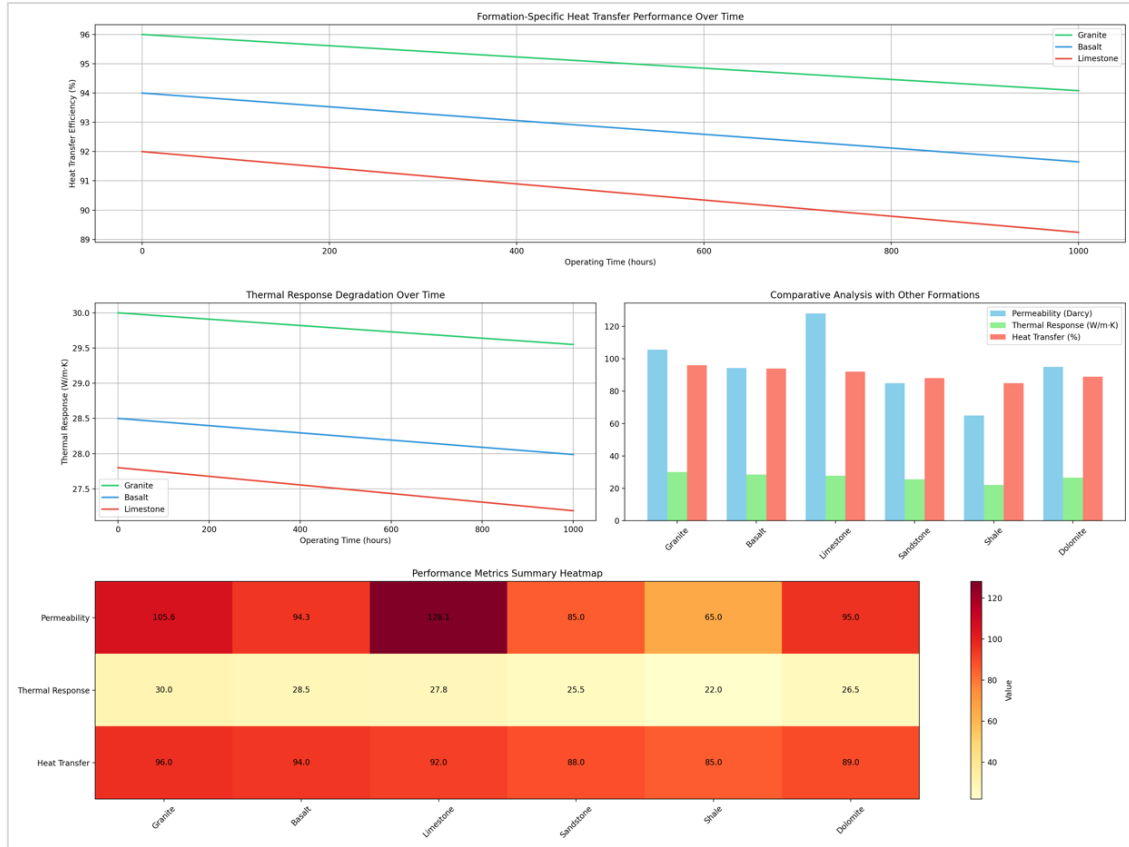 Formation-Specific Heat Transfer Performance Over Time
Heat Transfer Efficiency (%)
96
95
94
93
92
91
90
89
Granite
Basalt
Limestone
0 200 400 600 800 1000
Operating Time (hours)
Thermal Response Degradation Over Time
Thermal Response (W/m·K)
30.0
29.5
29.0
28.5
28.0
27.5
Granite
Basalt
Limestone
0 200 400 600 800 1000
Operating Time (hours)
Comparative Analysis with Other Formations
120
100
80
60
40
20
0
Permeability (Darcy)
Thermal Response (W/m·K)
Heat Transfer (%)
Granite Basalt Limestone Sandstone Shale Dolomite
Performance Metrics Summary Heatmap
Permeability 105.6 94.3 128.1 85.0 65.0 95.0
Thermal Response 30.0 28.5 27.8 25.5 22.0 26.5
Heat Transfer 96.0 94.0 92.0 88.0 85.0 89.0
Granite Basalt Limestone Sandstone Shale Dolomite
120
100
80
60
40
Value